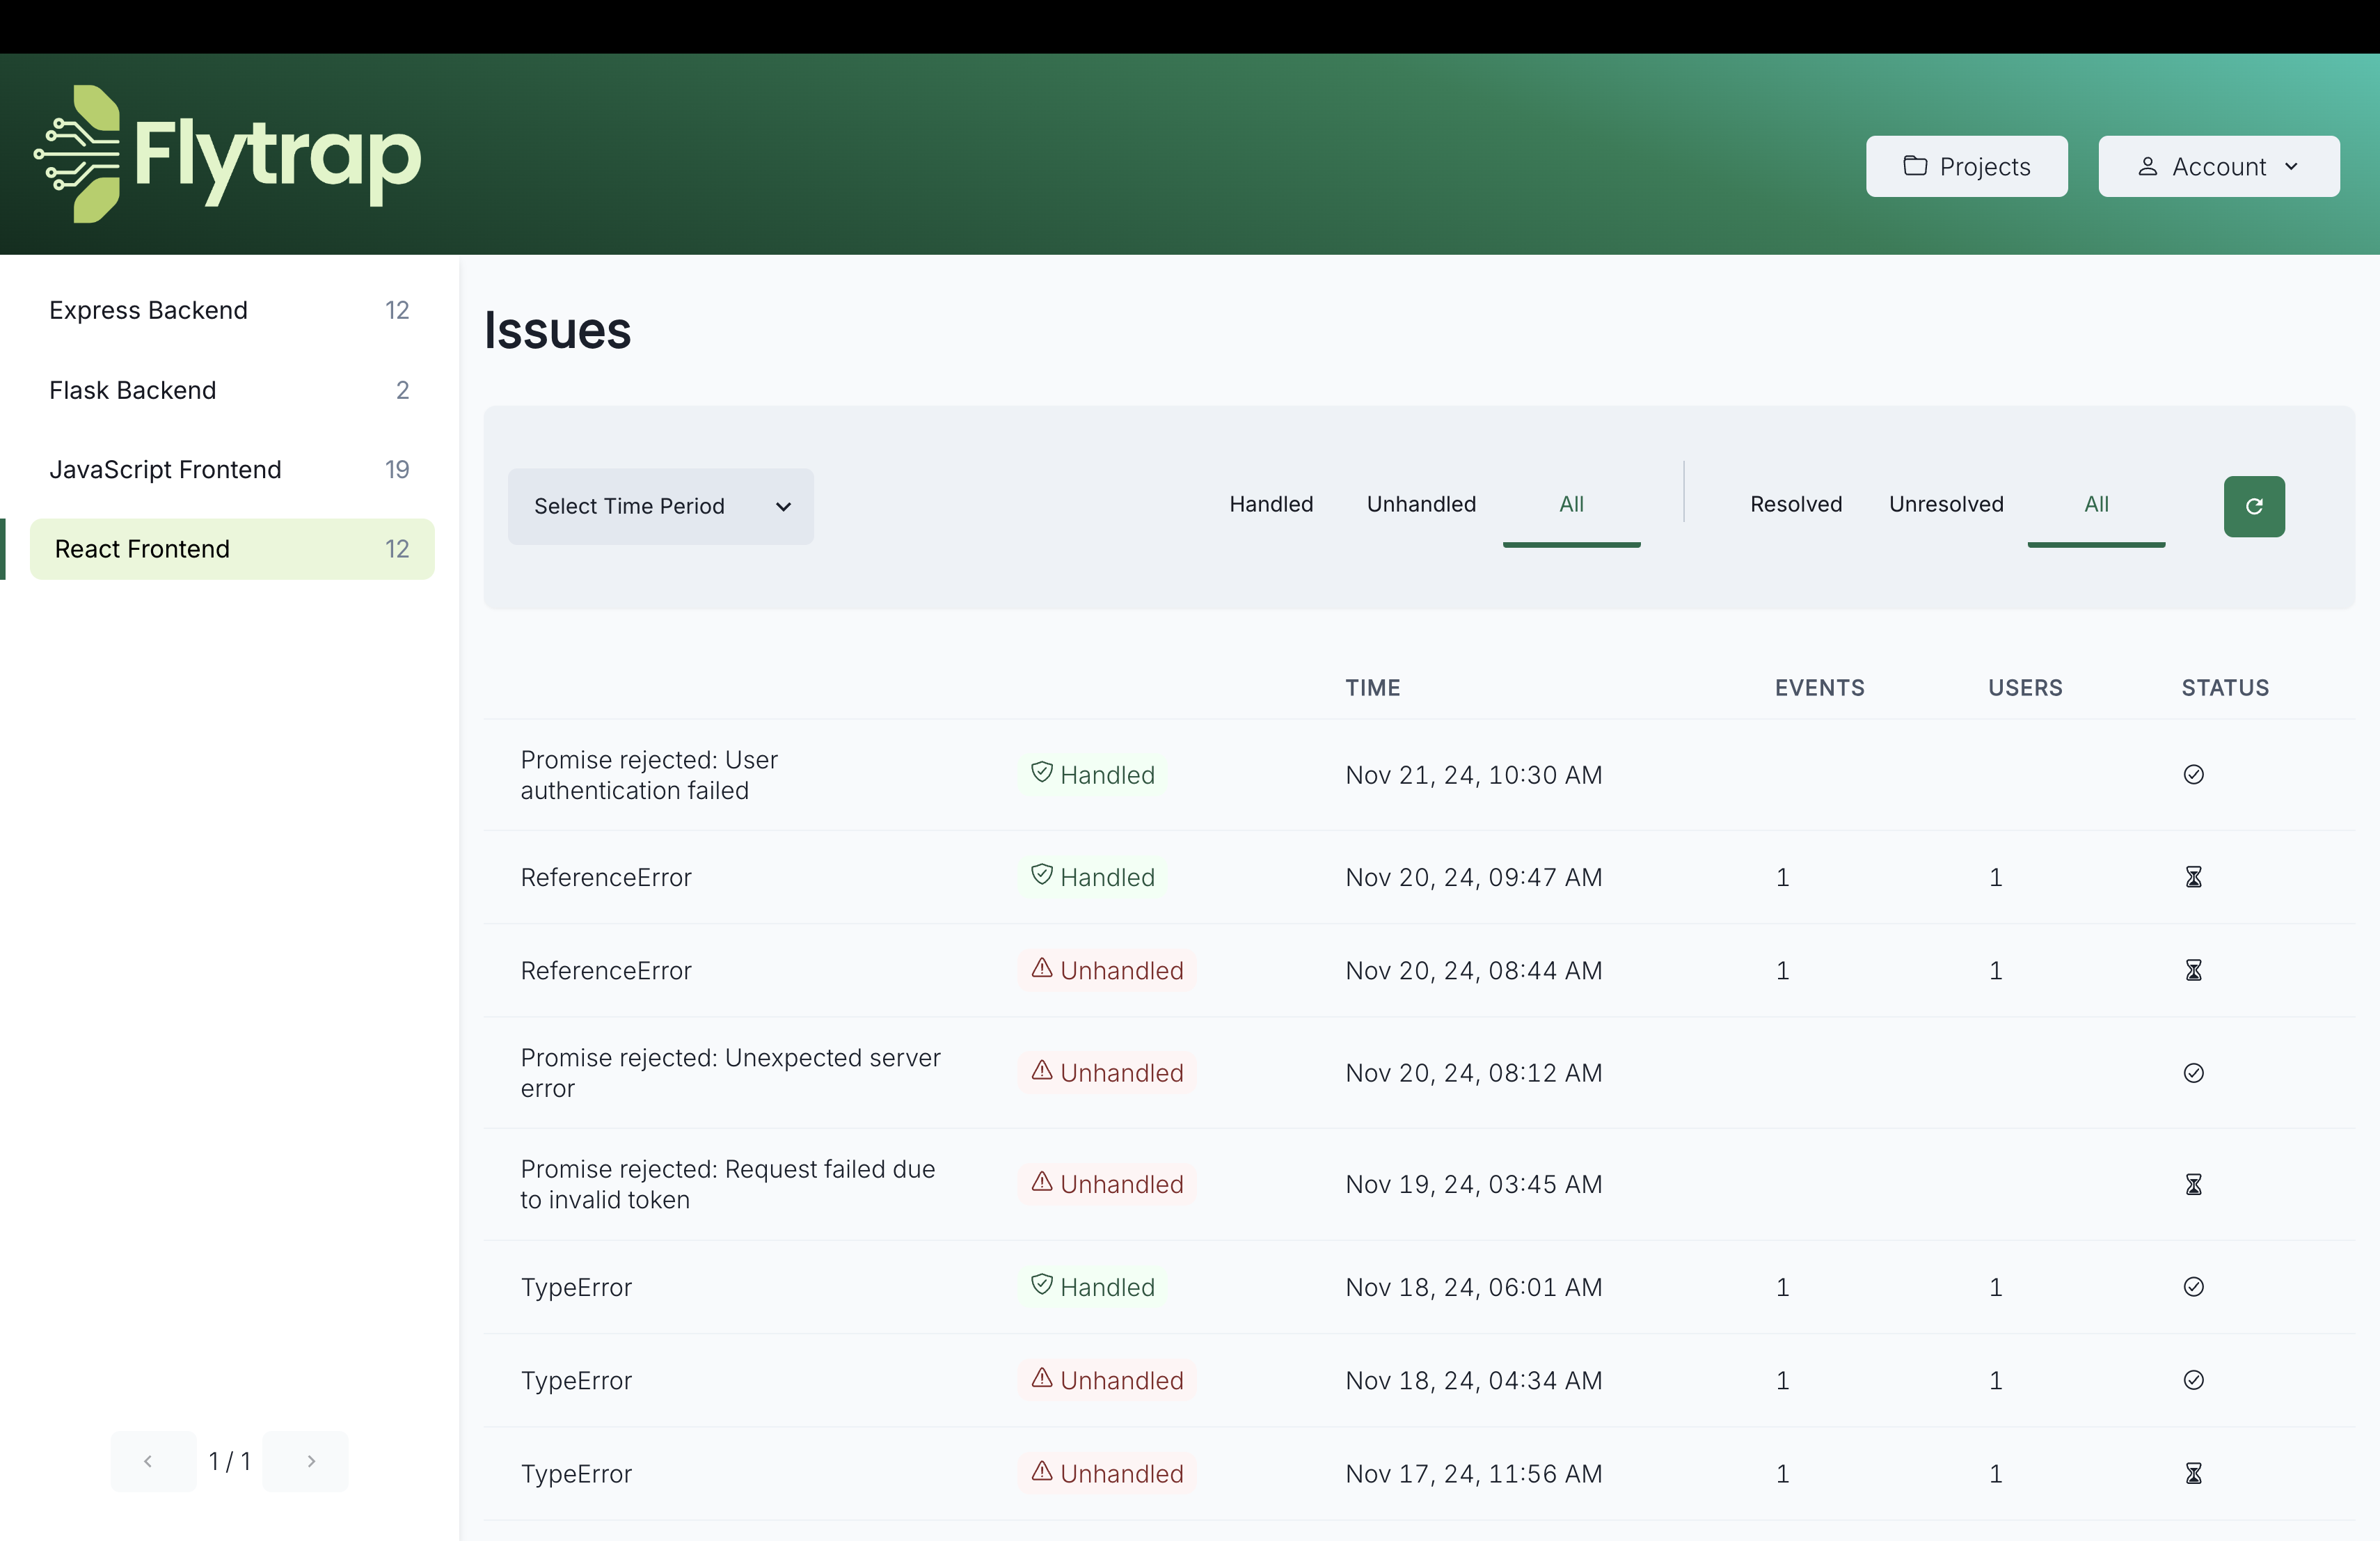 Flytrap
Projects
Account
Express Backend 12
Flask Backend 2
JavaScript Frontend 19
React Frontend 12
1 / 1
Issues
Select Time Period
Handled Unhandled All
Resolved Unresolved All
TIME EVENTS USERS STATUS
Promise rejected: User
authentication failed
Handled Nov 21, 24, 10:30 AM
ReferenceError Handled Nov 20, 24, 09:47 AM 1 1
ReferenceError Unhandled Nov 20, 24, 08:44 AM 1 1
Promise rejected: Unexpected server
error
Unhandled Nov 20, 24, 08:12 AM
Promise rejected: Request failed due
to invalid token
Unhandled Nov 19, 24, 03:45 AM
TypeError Handled Nov 18, 24, 06:01 AM 1 1
TypeError Unhandled Nov 18, 24, 04:34 AM 1 1
TypeError Unhandled Nov 17, 24, 11:56 AM 1 1